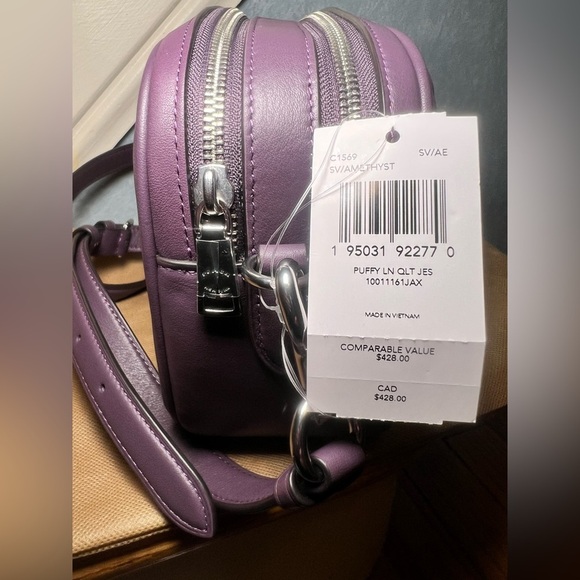 C1569 SV/AE
SV/AMETHYST
1 95031 92277 0
PUFFY LN QLT JES
10011161JAX
MADE IN VIETNAM
COMPARABLE VALUE
$428.00
CAD
$428.00